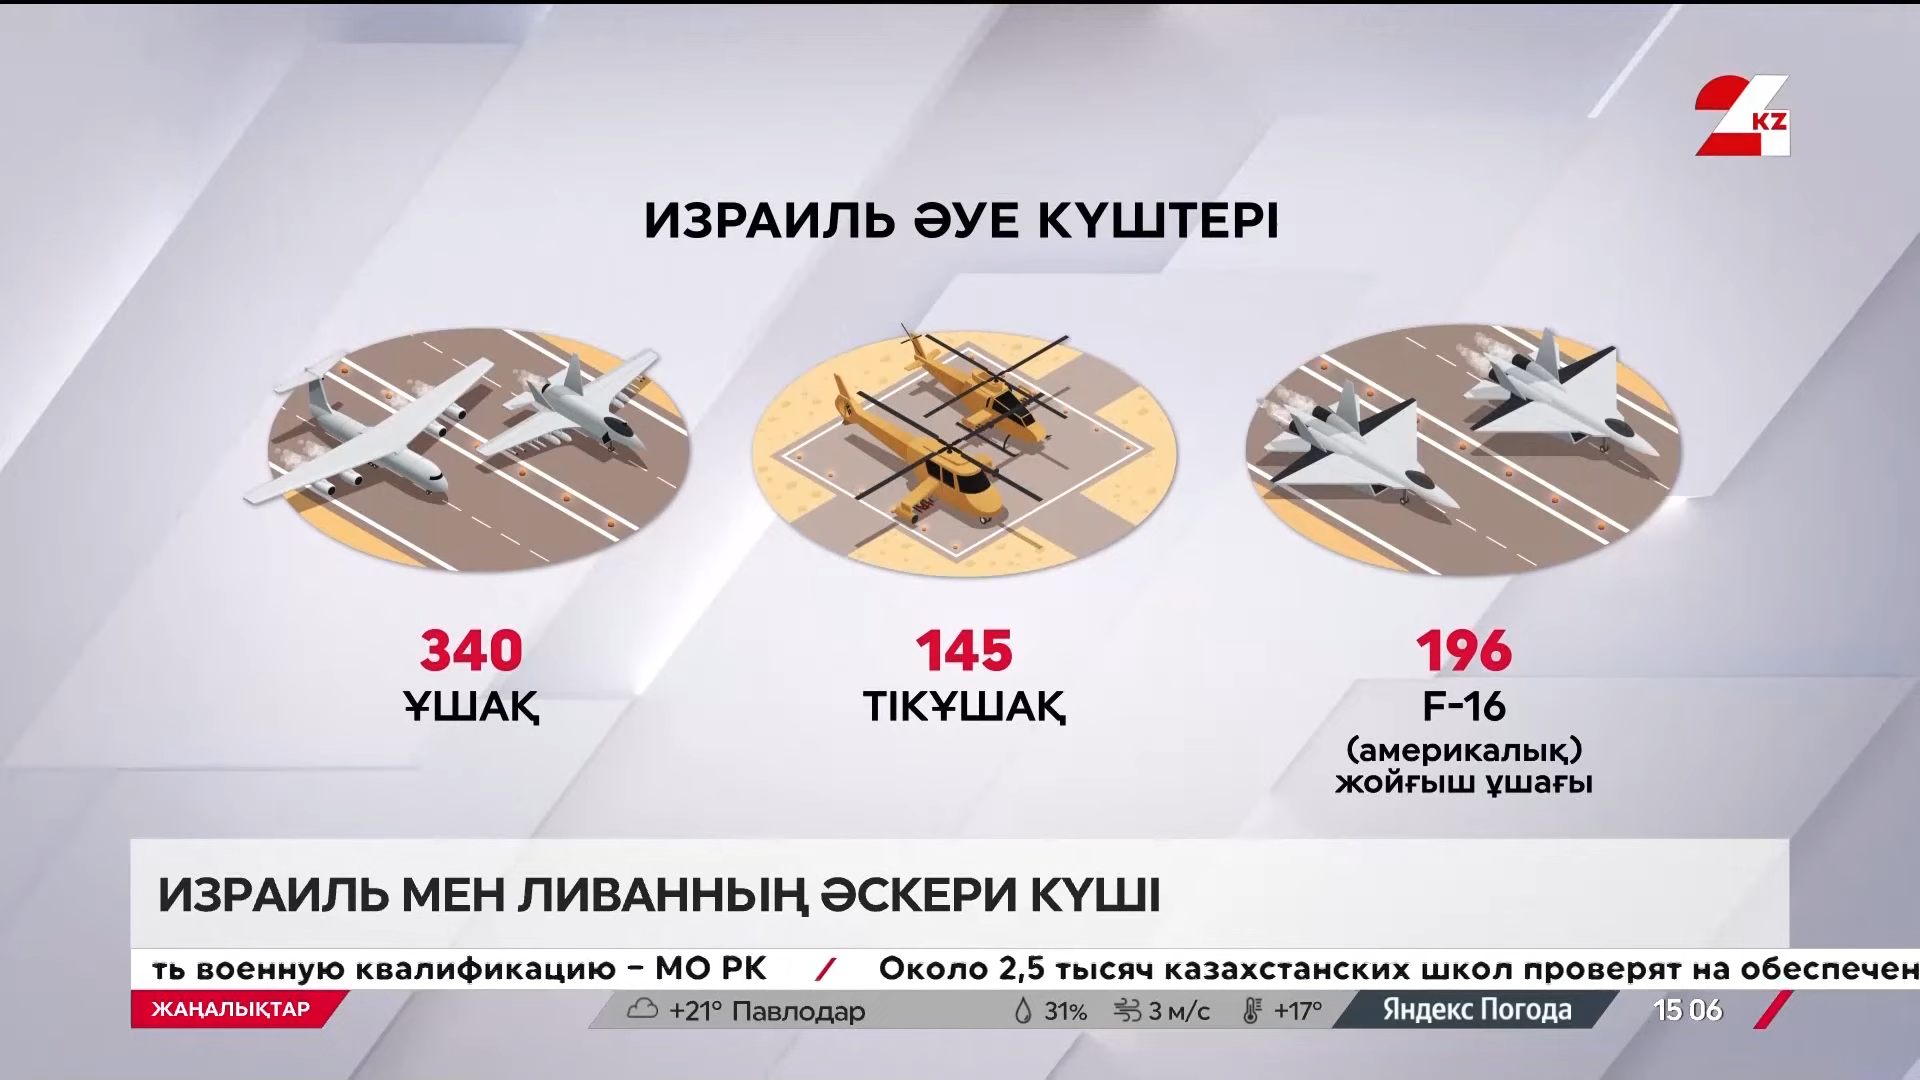 24 KZ
ИЗРАИЛЬ ӘУЕ КҮШТЕРІ
340
ҰШАҚ
145
ТІКҰШАҚ
196
F-16
(америкалық)
жойғыш ұшағы
ИЗРАИЛЬ МЕН ЛИВАННЫҢ ӘСКЕРИ КҮШІ
ть военную квалификацию – МО РК / Около 2,5 тысяч казахстанских школ проверят на обеспечен
ЖАҢАЛЫҚТАР +21° Павлодар 31% 3 м/с +17° Яндекс Погода 15 06